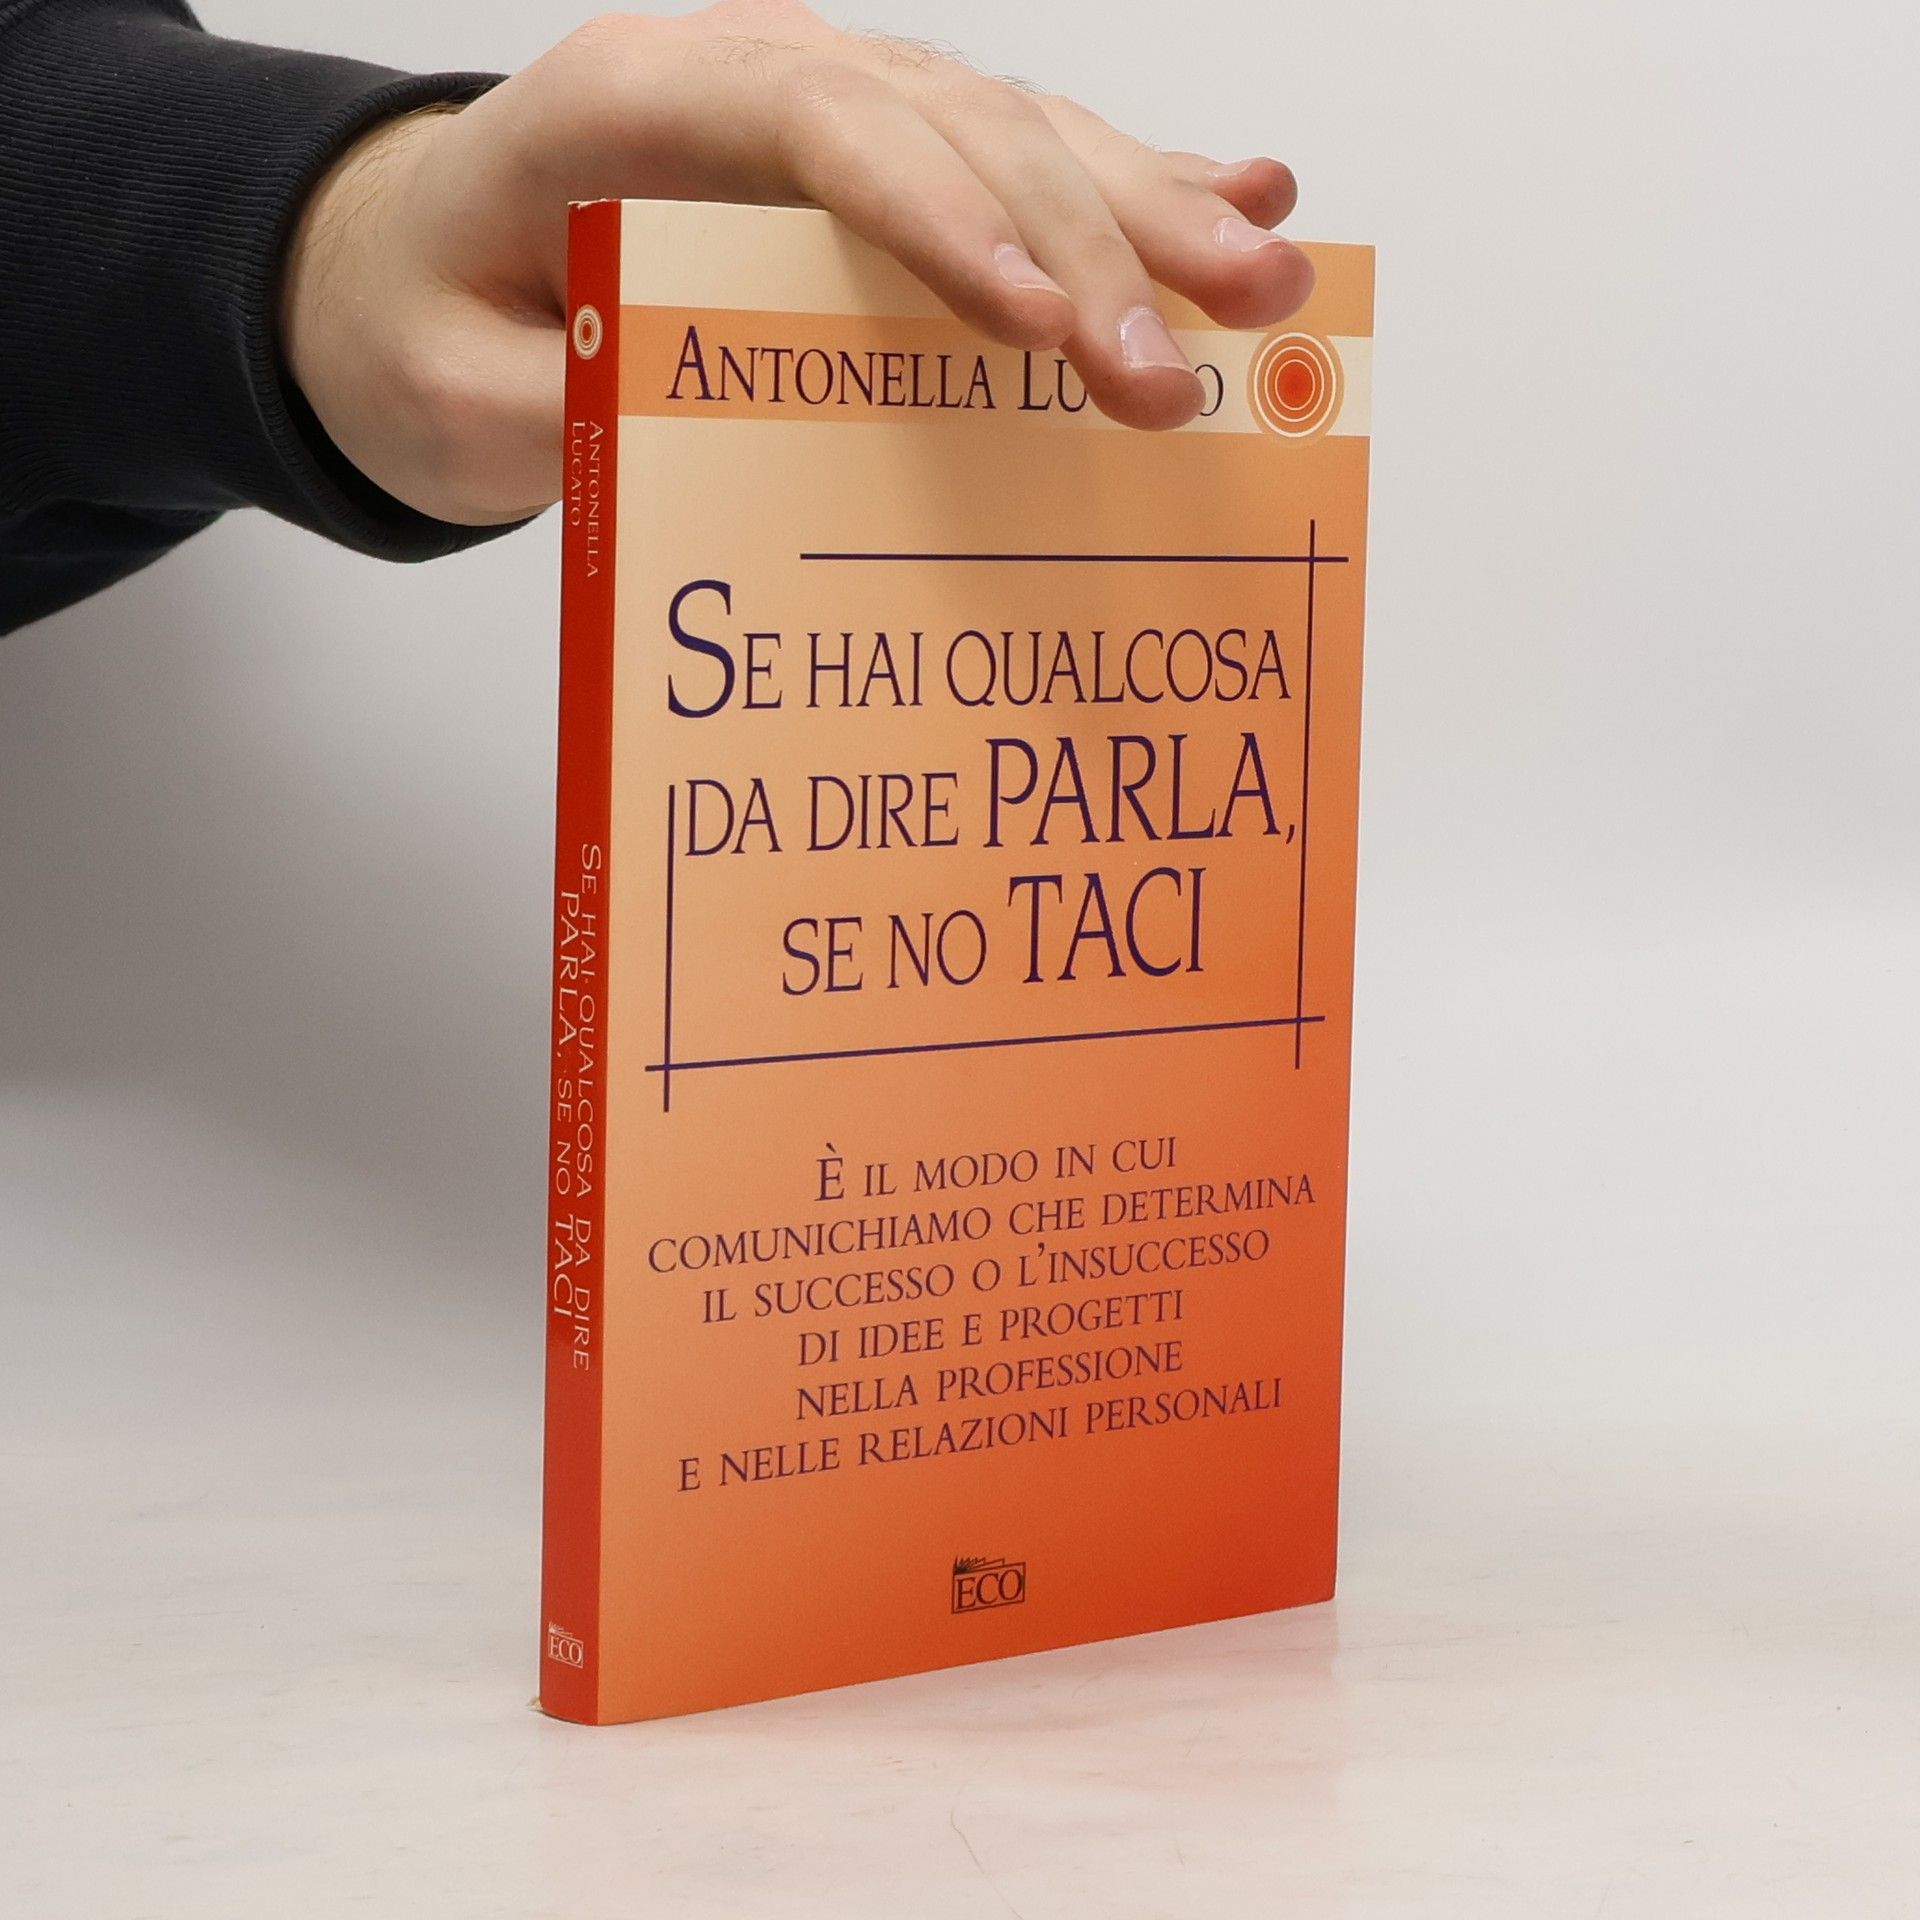 ANTONELLA
SE HAI QUALCOSA
DA DIRE PARLA,
SE NO TACI
È IL MODO IN CUI
COMUNICHIAMO CHE DETERMINA
IL SUCCESSO O L'INSUCCESSO
DI IDEE E PROGETTI
NELLA PROFESSIONE
E NELLE RELAZIONI PERSONALI
ECO
ANTONELLA
LUCATO
SE HAI QUALCOSA DA DIRE
PARLA, SE NO TACI
ECO